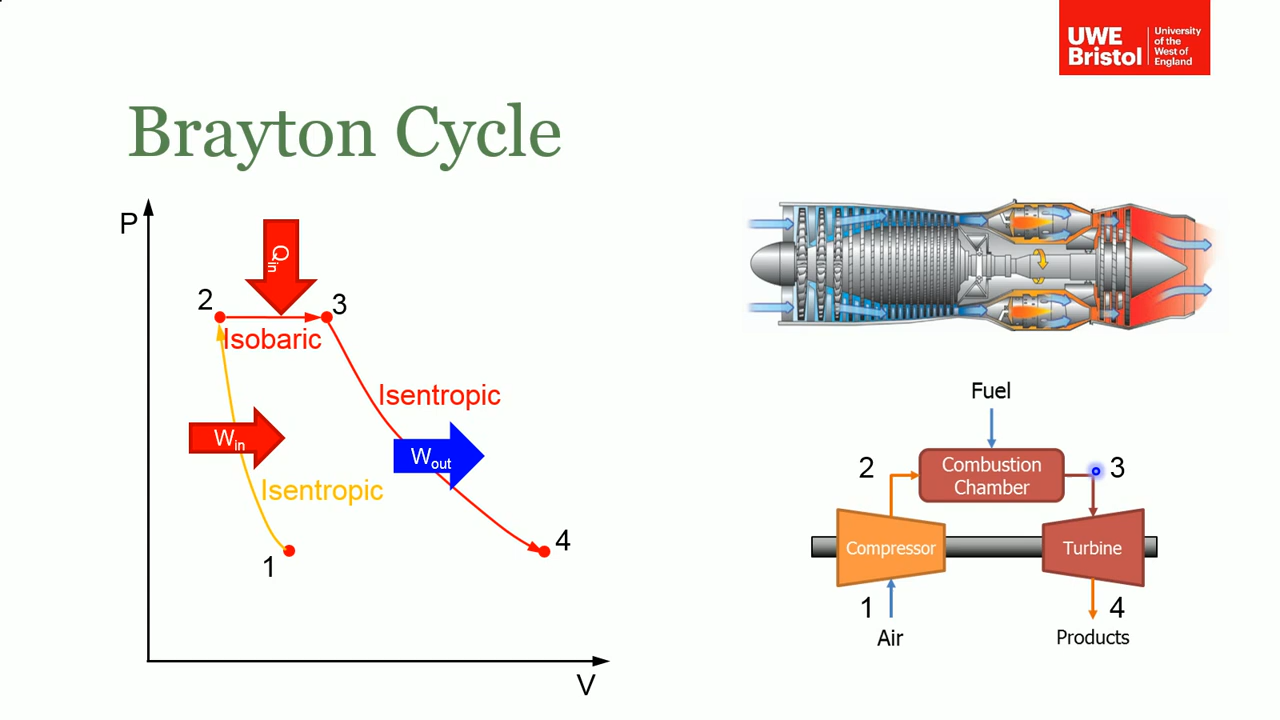 UWE
Bristol
University
of the
West of
England
Brayton Cycle
P
Qin
2
3
Isobaric
Isentropic
Win
Wout
Isentropic
1
4
V
Fuel
2
Combustion
Chamber
3
Compressor
Turbine
1
4
Air
Products